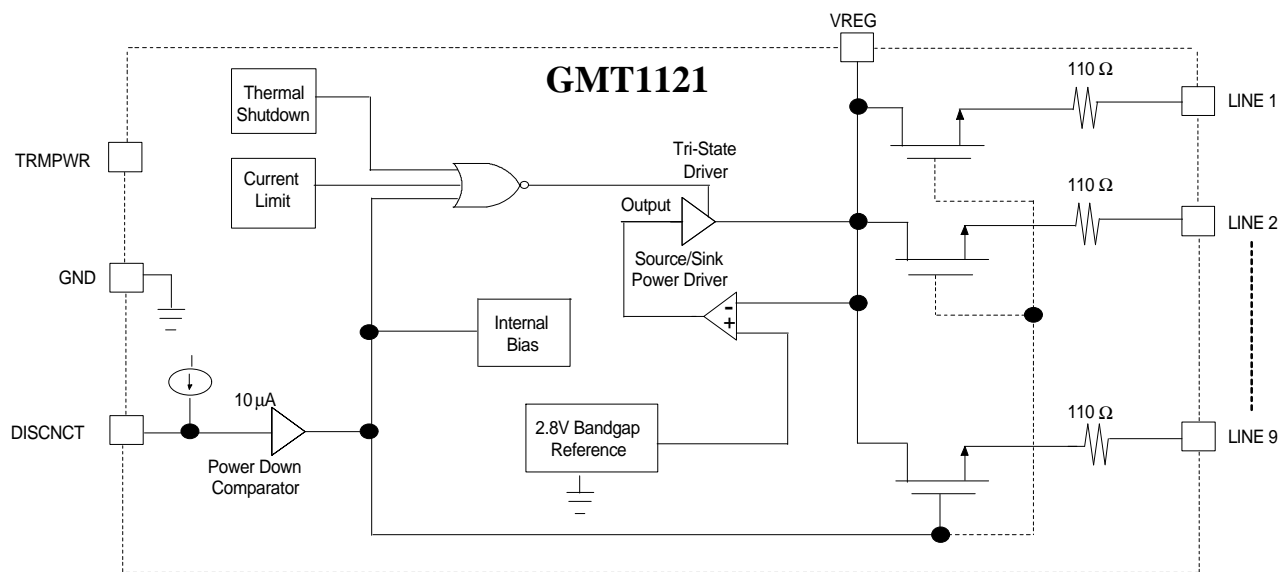 VREG
GMT1121
110 Ω
LINE 1
Thermal
Shutdown
TRMPWR
Tri-State
Driver
Current
Limit
110 Ω
Output
LINE 2
Source/Sink
Power Driver
GND
-
+
Internal
Bias
10 µA
110 Ω
DISCNCT
2.8V Bandgap
Reference
LINE 9
Power Down
Comparator